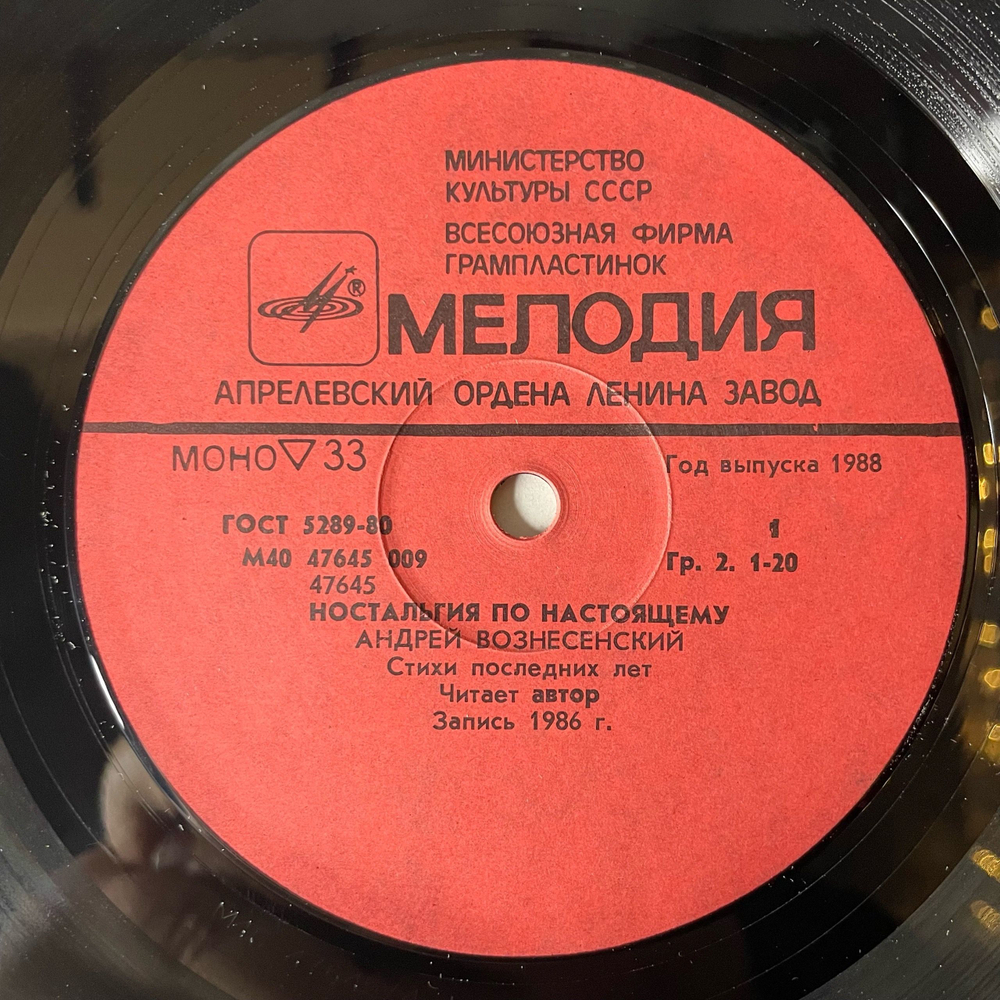 МИНИСТЕРСТВО
КУЛЬТУРЫ СССР
ВСЕСОЮЗНАЯ ФИРМА
ГРАМПЛАСТИНОК
®
МЕЛОДИЯ
АПРЕЛЕВСКИЙ ОРДЕНА ЛЕНИНА ЗАВОД
МОНО▽33
Год выпуска 1988
ГОСТ 5289-80
1
М40 47645 009
Гр. 2. 1-20
47645
НОСТАЛЬГИЯ ПО НАСТОЯЩЕМУ
АНДРЕЙ ВОЗНЕСЕНСКИЙ
Стихи последних лет
Читает автор
Запись 1986 г.